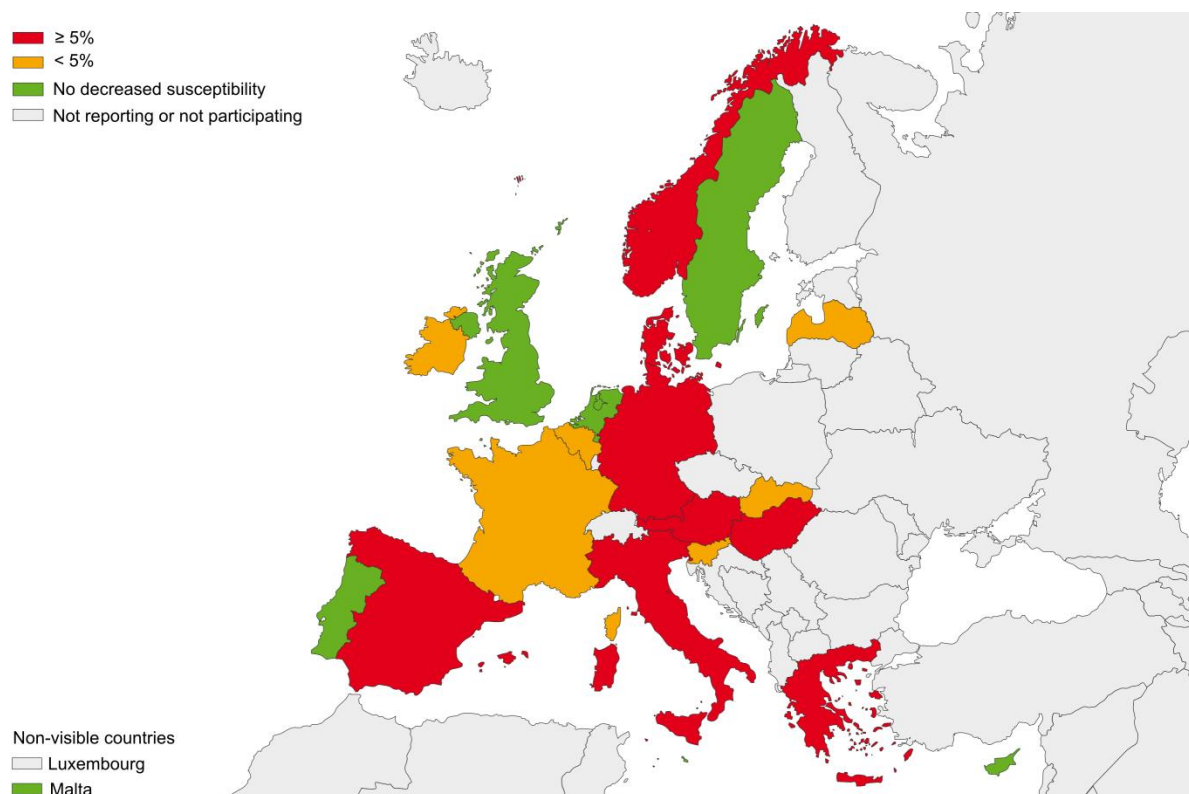 ≥ 5%
< 5%
No decreased susceptibility
Not reporting or not participating
Non-visible countries
Luxembourg
Malta